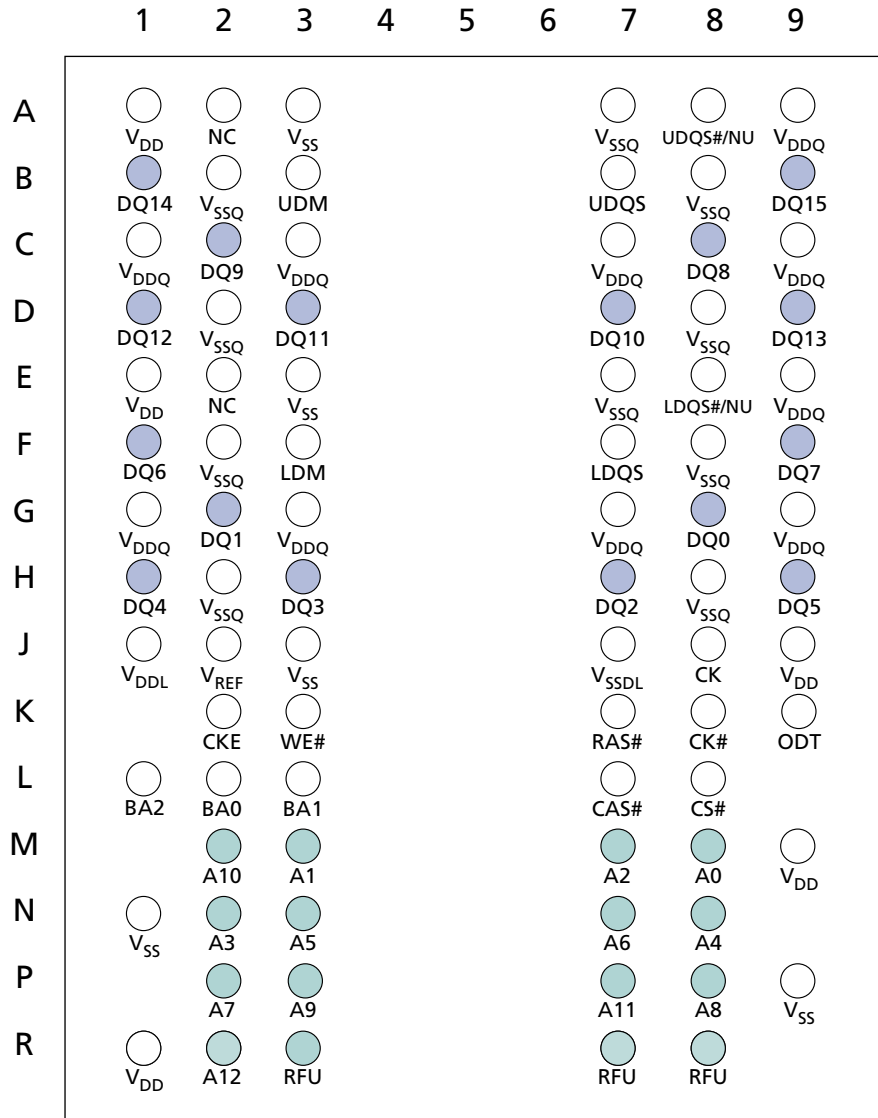 1 2 3 4 5 6 7 8 9
A
VDD NC VSS VSSQ UDQS#/NU VDDQ
B
DQ14 VSSQ UDM UDQS VSSQ DQ15
C
VDDQ DQ9 VDDQ VDDQ DQ8 VDDQ
D
DQ12 VSSQ DQ11 DQ10 VSSQ DQ13
E
VDD NC VSS VSSQ LDQS#/NU VDDQ
F
DQ6 VSSQ LDM LDQS VSSQ DQ7
G
VDDQ DQ1 VDDQ VDDQ DQ0 VDDQ
H
DQ4 VSSQ DQ3 DQ2 VSSQ DQ5
J
VDDL VREF VSS VSSDL CK VDD
K
CKE WE# RAS# CK# ODT
L
BA2 BA0 BA1 CAS# CS#
M
A10 A1 A2 A0 VDD
N
VSS A3 A5 A6 A4
P
A7 A9 A11 A8 VSS
R
VDD A12 RFU RFU RFU